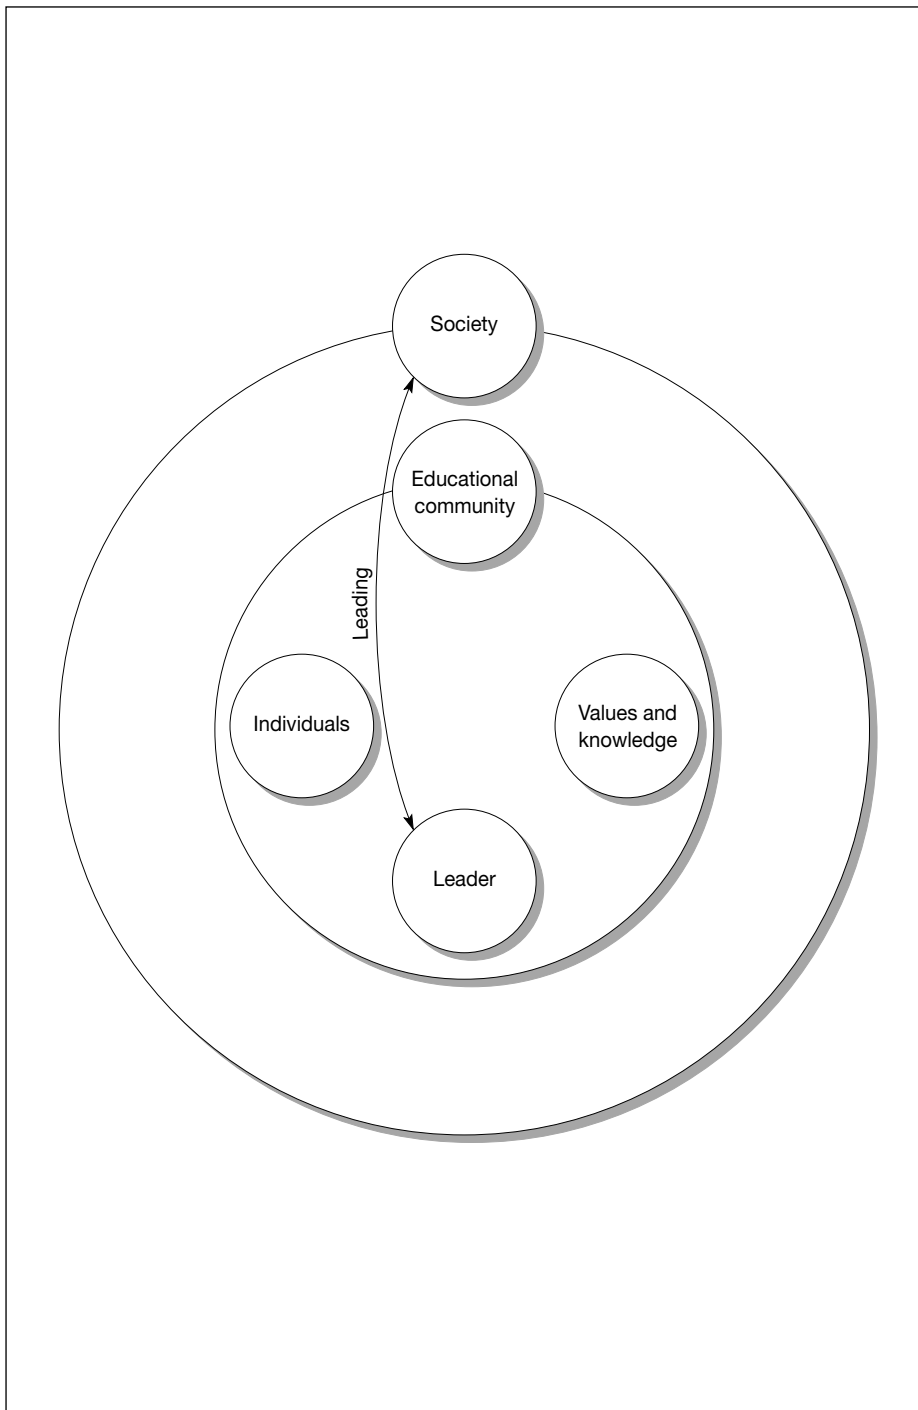 Society
Educational
community
Leading
Individuals
Values and
knowledge
Leader